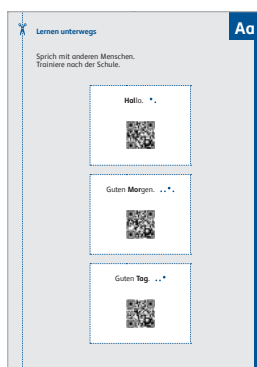 Aa
Lernen unterwegs
Sprich mit anderen Menschen.
Trainiere nach der Schule.
Hallo.
Guten Morgen.
Guten Tag.